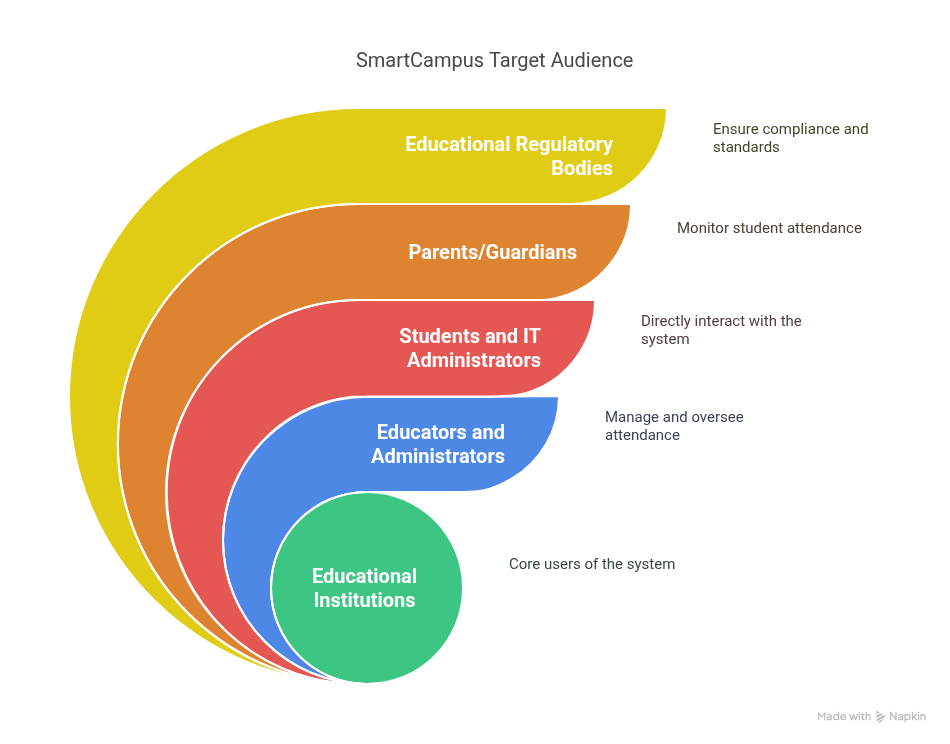 SmartCampus Target Audience
Educational Regulatory
Bodies
Ensure compliance and
standards
Parents/Guardians
Monitor student attendance
Students and IT
Administrators
Directly interact with the
system
Educators and
Administrators
Manage and oversee
attendance
Educational
Institutions
Core users of the system
Made with Napkin